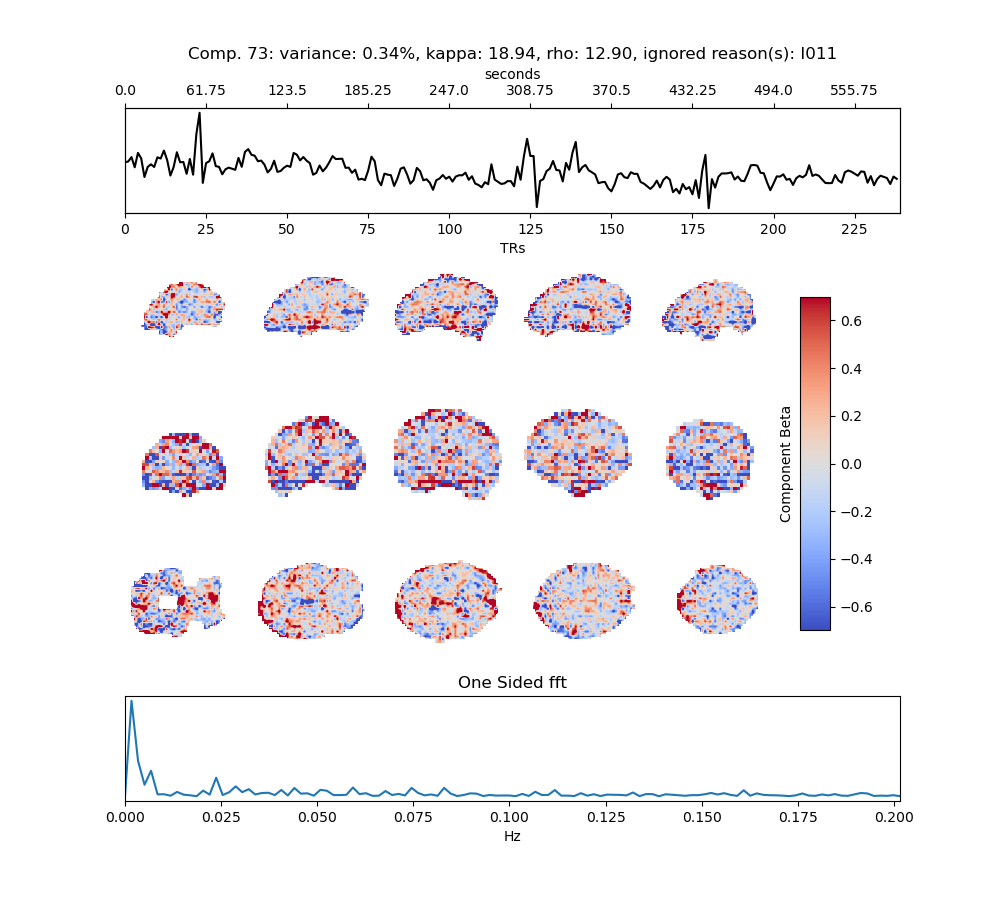 Comp. 73: variance: 0.34%, kappa: 18.94, rho: 12.90, ignored reason(s): I011
seconds
0.0 61.75 123.5 185.25 247.0 308.75 370.5 432.25 494.0 555.75
0 25 50 75 100 125 150 175 200 225
TRs
0.6
0.4
0.2
0.0
−0.2
−0.4
−0.6
Component Beta
One Sided fft
0.000 0.025 0.050 0.075 0.100 0.125 0.150 0.175 0.200
Hz